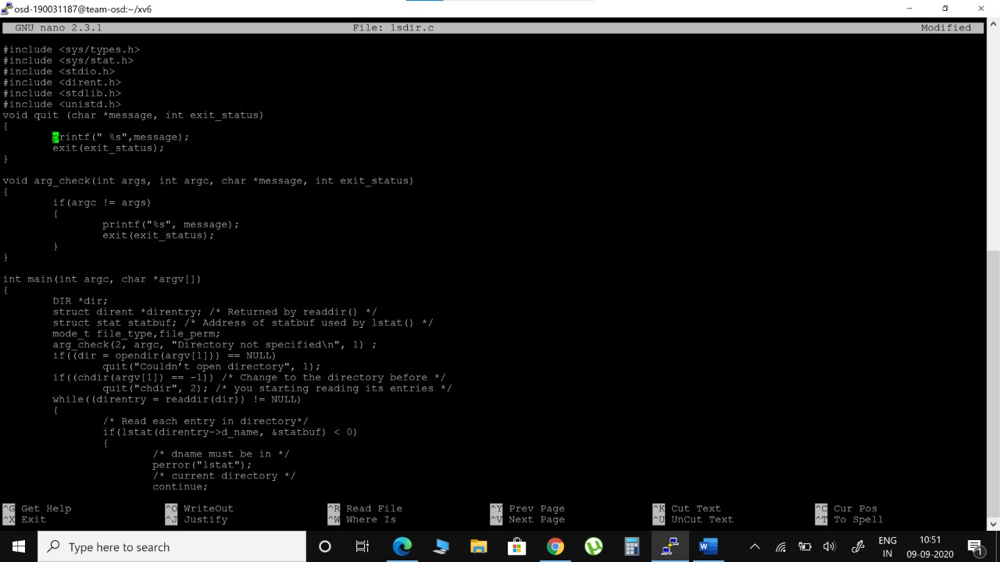 osd-190031187@team-osd:~/xv6
GNU nano 2.3.1 File: lsdir.c Modified
#include <sys/types.h>
#include <sys/stat.h>
#include <stdio.h>
#include <dirent.h>
#include <stdlib.h>
#include <unistd.h>
void quit (char *message, int exit_status)
{
        printf(" %s",message);
        exit(exit_status);
}

void arg_check(int args, int argc, char *message, int exit_status)
{
        if(argc != args)
        {
                printf("%s", message);
                exit(exit_status);
        }
}

int main(int argc, char *argv[])
{
        DIR *dir;
        struct dirent *direntry; /* Returned by readdir() */
        struct stat statbuf; /* Address of statbuf used by lstat() */
        mode_t file_type,file_perm;
        arg_check(2, argc, "Directory not specified\n", 1) ;
        if((dir = opendir(argv[1])) == NULL)
                quit("Couldn’t open directory", 1);
        if((chdir(argv[1]) == -1)) /* Change to the directory before */
                quit("chdir", 2); /* you starting reading its entries */
        while((direntry = readdir(dir)) != NULL)
        {
                /* Read each entry in directory*/
                if(lstat(direntry->d_name, &statbuf) < 0)
                {
                        /* dname must be in */
                        perror("lstat");
                        /* current directory */
                        continue;
^G Get Help ^O WriteOut ^R Read File ^Y Prev Page ^K Cut Text ^C Cur Pos
^X Exit ^J Justify ^W Where Is ^V Next Page ^U UnCut Text ^T To Spell
Type here to search
ENG
IN
10:51
09-09-2020
1